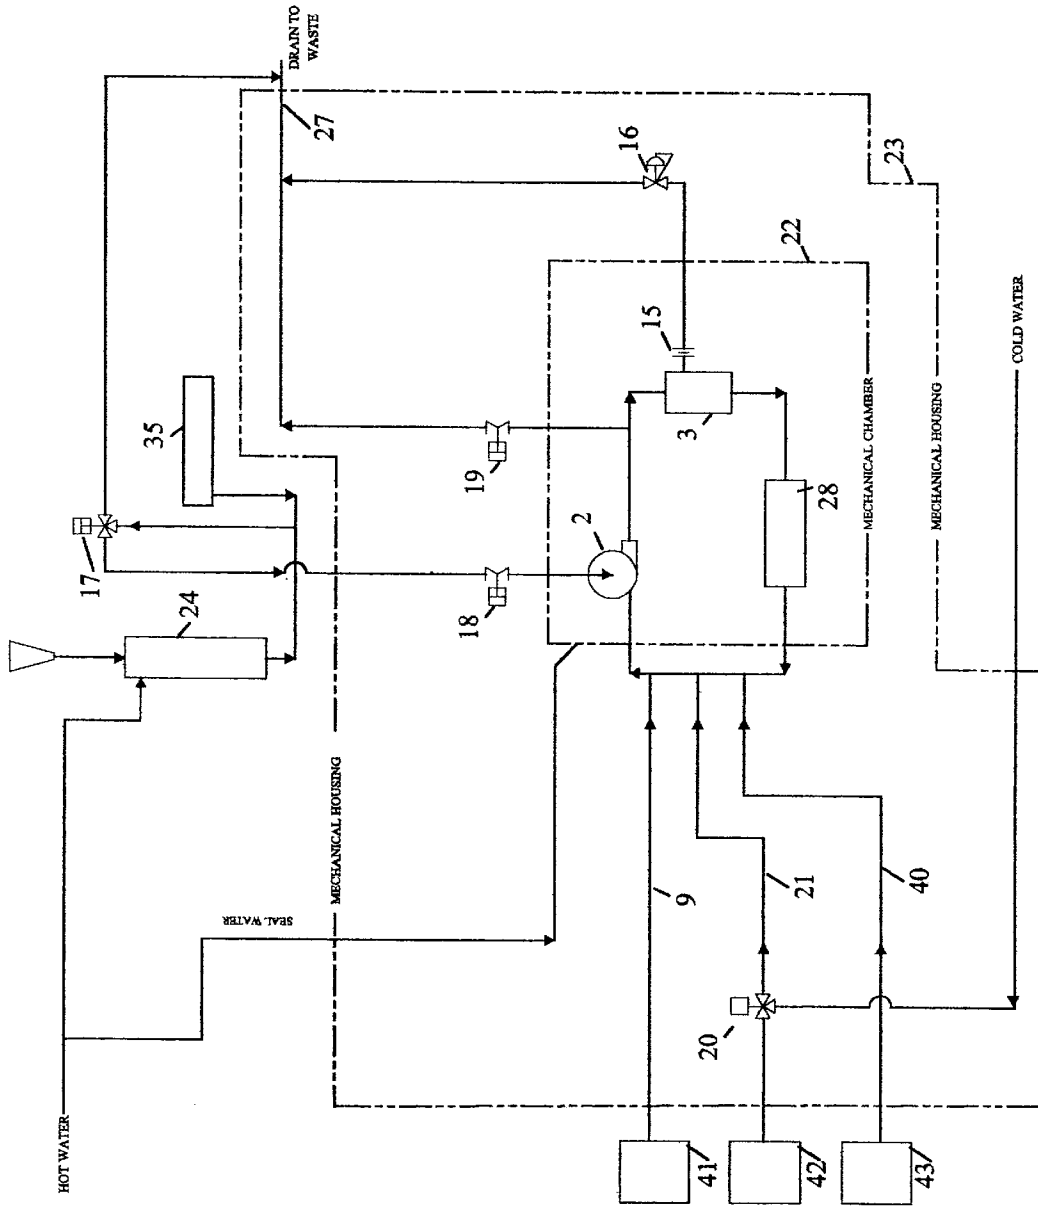 DRAIN TO
WASTE
27
16
23
35
17
24
22
15
19
2
3
18
28
MECHANICAL CHAMBER
MECHANICAL HOUSING
COLD WATER
MECHANICAL HOUSING
SEAL WATER
9
21
40
20
HOT WATER
41
42
43